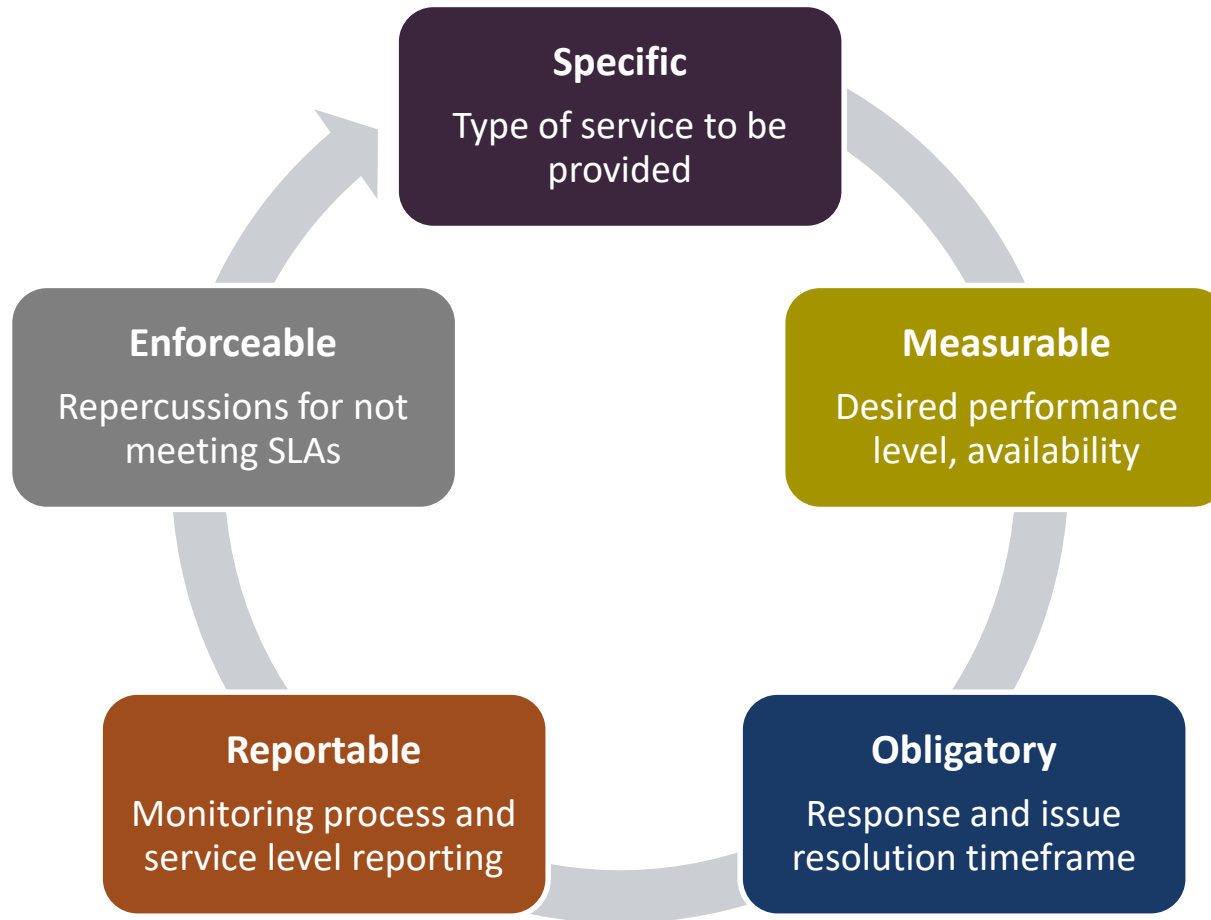 Specific
Type of service to be
provided
Measurable
Desired performance
level, availability
Obligatory
Response and issue
resolution timeframe
Reportable
Monitoring process and
service level reporting
Enforceable
Repercussions for not
meeting SLAs